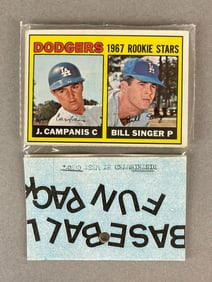 DODGERS
1967 ROOKIE STARS
J. CAMPANIS C
BILL SINGER P
BASEBALL
FUN PACK